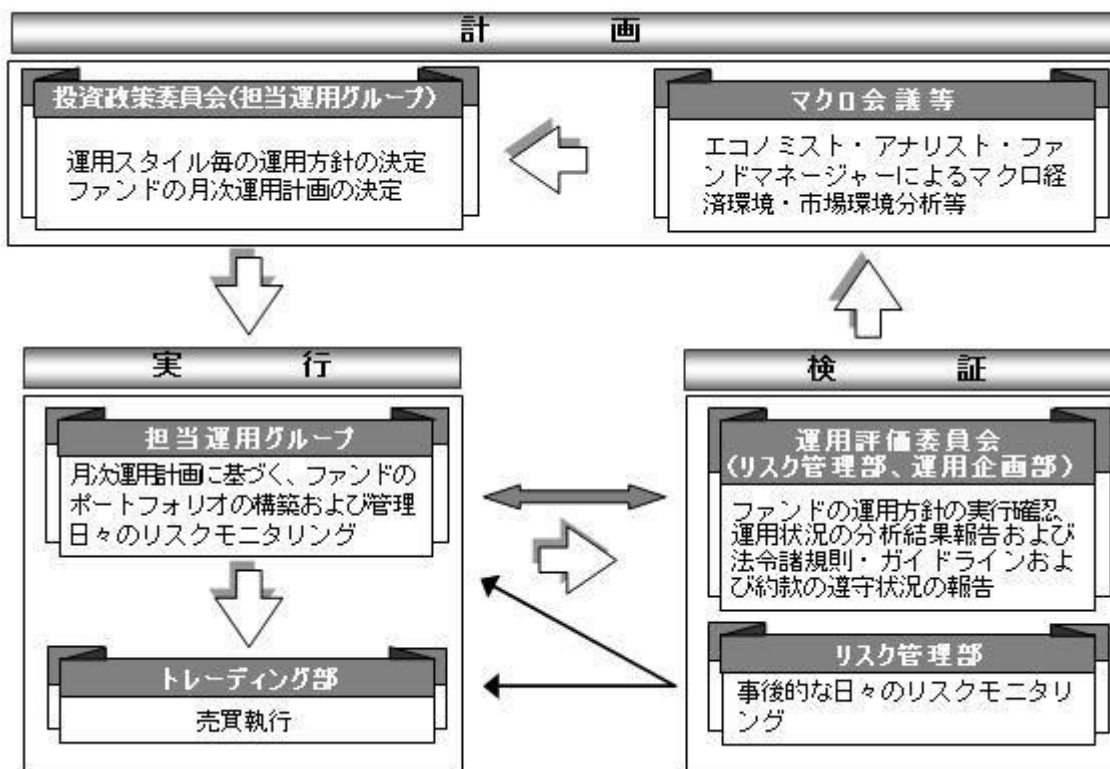 計 画
投資政策委員会(担当運用グループ)
運用スタイル毎の運用方針の決定
ファンドの月次運用計画の決定
マクロ会議等
エコノミスト・アナリスト・ファ
ンドマネージャーによるマクロ経
済環境・市場環境分析等
実 行
担当運用グループ
月次運用計画に基づく、ファンドの
ポートフォリオの構築および管理
日々のリスクモニタリング
トレーディング部
売買執行
検 証
運用評価委員会
(リスク管理部、運用企画部)
ファンドの運用方針の実行確認、
運用状況の分析結果報告および
法令諸規則・ガイドラインおよ
び約款の遵守状況の報告
リスク管理部
事後的な日々のリスクモニタリ
ング